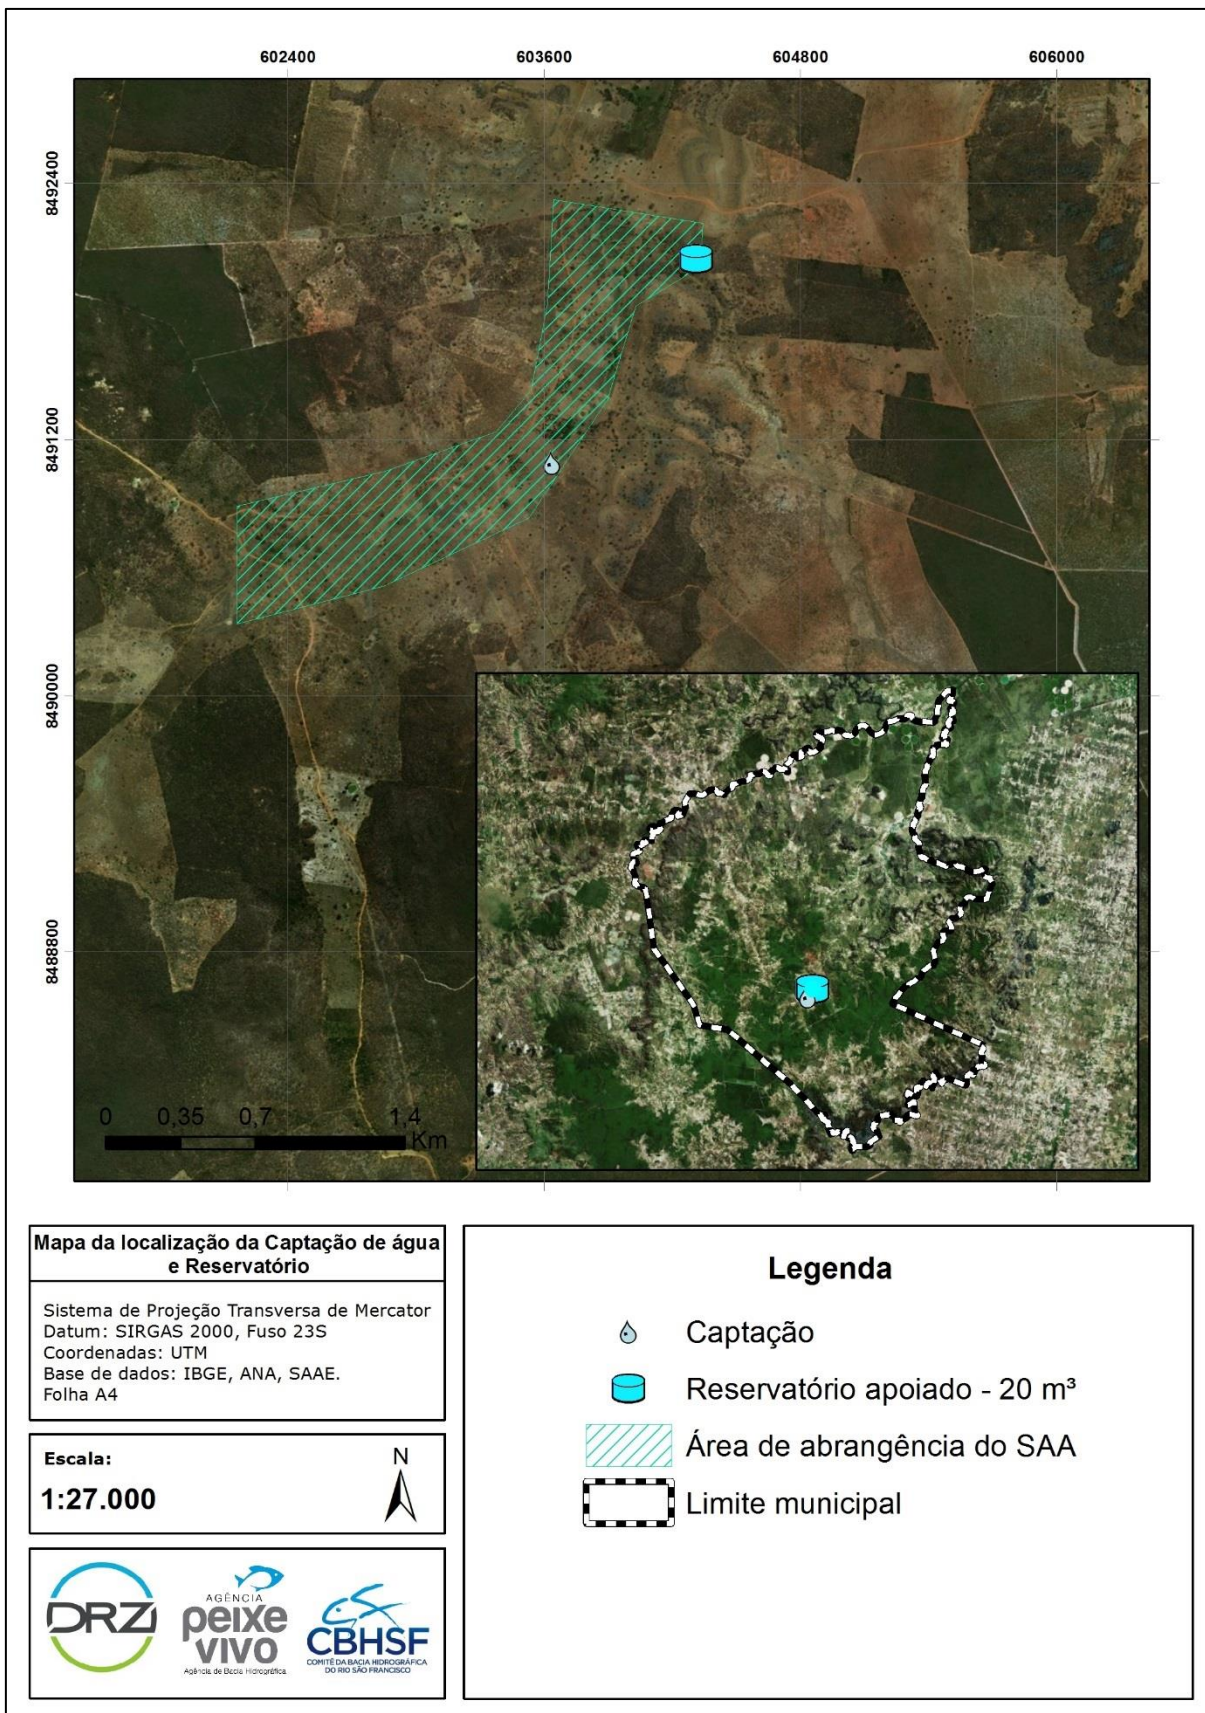 602400 603600 604800 606000
8492400
8491200
8490000
8488800
0 0,35 0,7 1,4
Km
Mapa da localização da Captação de água
e Reservatório
Sistema de Projeção Transversa de Mercator
Datum: SIRGAS 2000, Fuso 23S
Coordenadas: UTM
Base de dados: IBGE, ANA, SAAE.
Folha A4
Escala:
1:27.000
N
DRZ
AGÊNCIA
peixe
vivo
Agência de Bacia Hidrográfica
CBHSF
COMITÊ DA BACIA HIDROGRÁFICA
DO RIO SÃO FRANCISCO
Legenda
Captação
Reservatório apoiado - 20 m³
Área de abrangência do SAA
Limite municipal